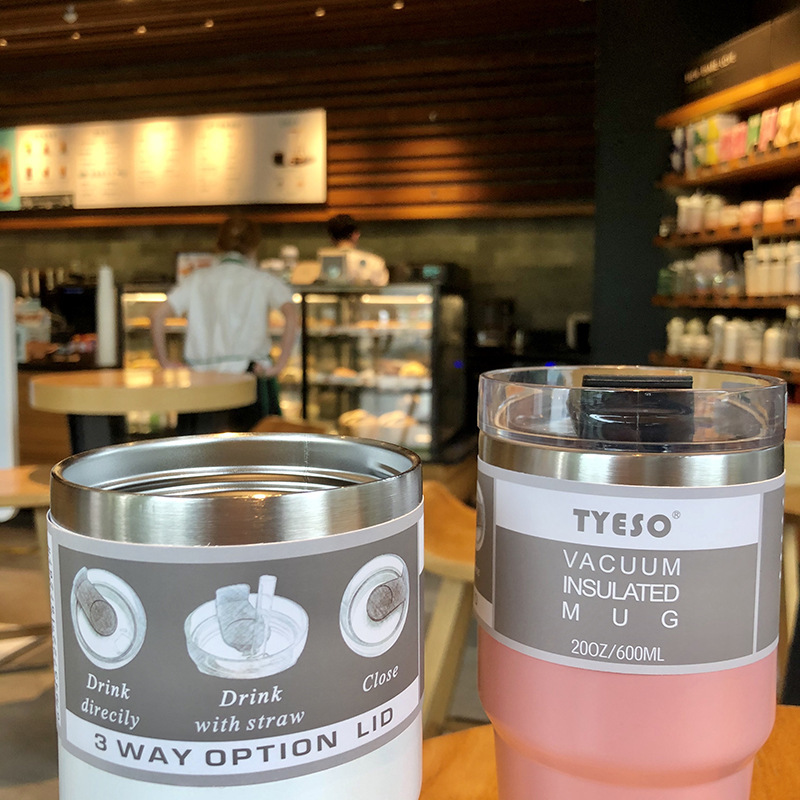 Drink
direcily
Drink
with straw
Close
3 WAY OPTION LID
TYESO®
VACUUM
INSULATED
MUG
20OZ/600ML